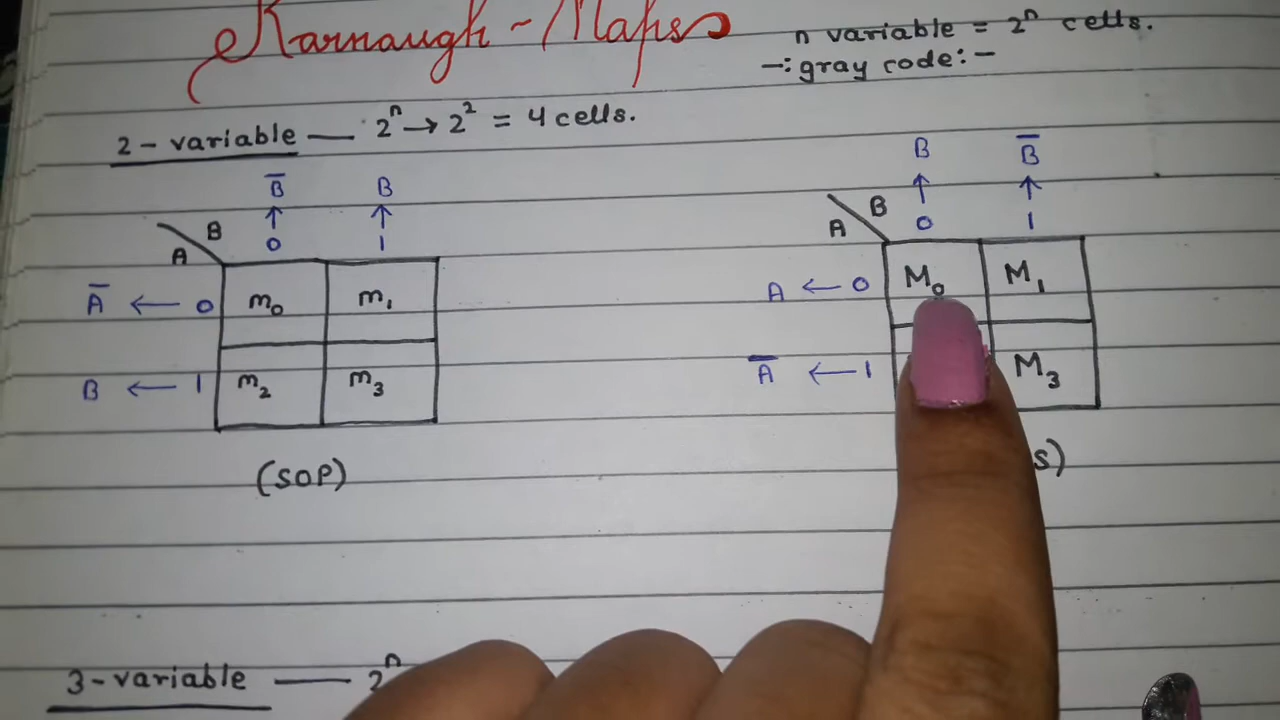 Karnaugh - Maps
n variable = 2ⁿ cells.
-: gray code :-
2 - variable — 2ⁿ → 2² = 4 cells.
B̅ B
↑ ↑
A B 0 1
A̅ ← 0 m₀ m₁
B ← 1 m₂ m₃
(SOP)
B B̅
↑ ↑
A B 0 1
A ← 0 M₀ M₁
A̅ ← 1 M₃
s)
3 - variable — 2ⁿ